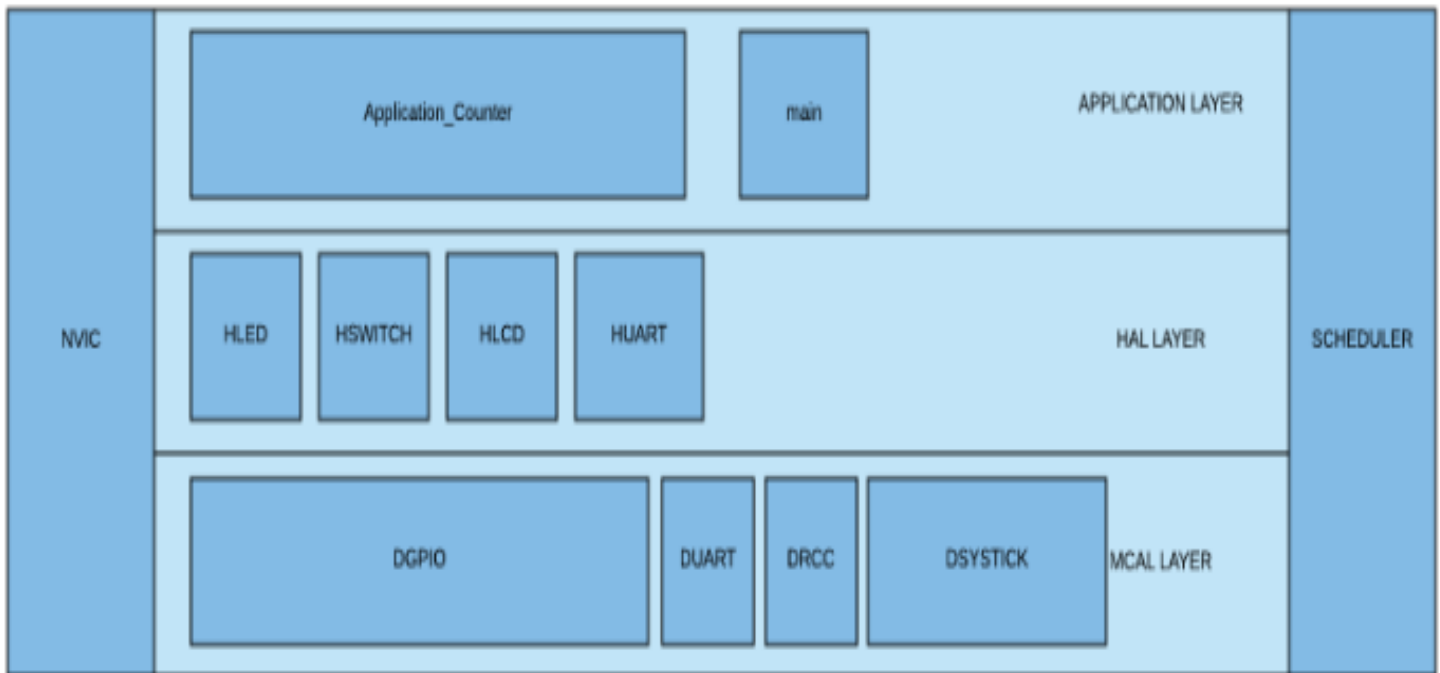 Application_Counter
main
APPLICATION LAYER
NVIC
HLED
HSWITCH
HLCD
HUART
HAL LAYER
SCHEDULER
DGPIO
DUART
DRCC
DSYSTICK
MCAL LAYER